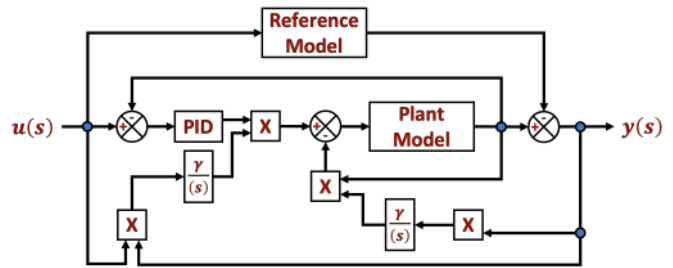 Reference
Model
-
-
u(s)
+
PID
X
+
-
Plant
Model
+
y(s)
γ
(s)
X
X
γ
(s)
X